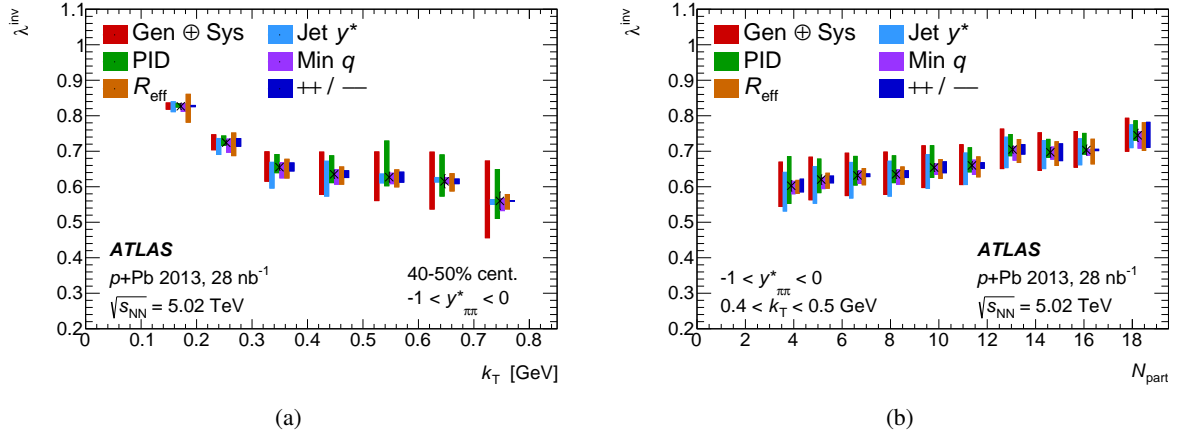 λ^inv
1.1
1
0.9
0.8
0.7
0.6
0.5
0.4
0.3
0.2
Gen ⊕ Sys
PID
R_eff
Jet y*
Min q
++ / −−
ATLAS
p+Pb 2013, 28 nb⁻¹
√s_NN = 5.02 TeV
40-50% cent.
-1 < y*_ππ < 0
0 0.1 0.2 0.3 0.4 0.5 0.6 0.7 0.8
k_T [GeV]
(a)
λ^inv
1.1
1
0.9
0.8
0.7
0.6
0.5
0.4
0.3
0.2
Gen ⊕ Sys
PID
R_eff
Jet y*
Min q
++ / −−
-1 < y*_ππ < 0
0.4 < k_T < 0.5 GeV
ATLAS
p+Pb 2013, 28 nb⁻¹
√s_NN = 5.02 TeV
0 2 4 6 8 10 12 14 16 18
N_part
(b)